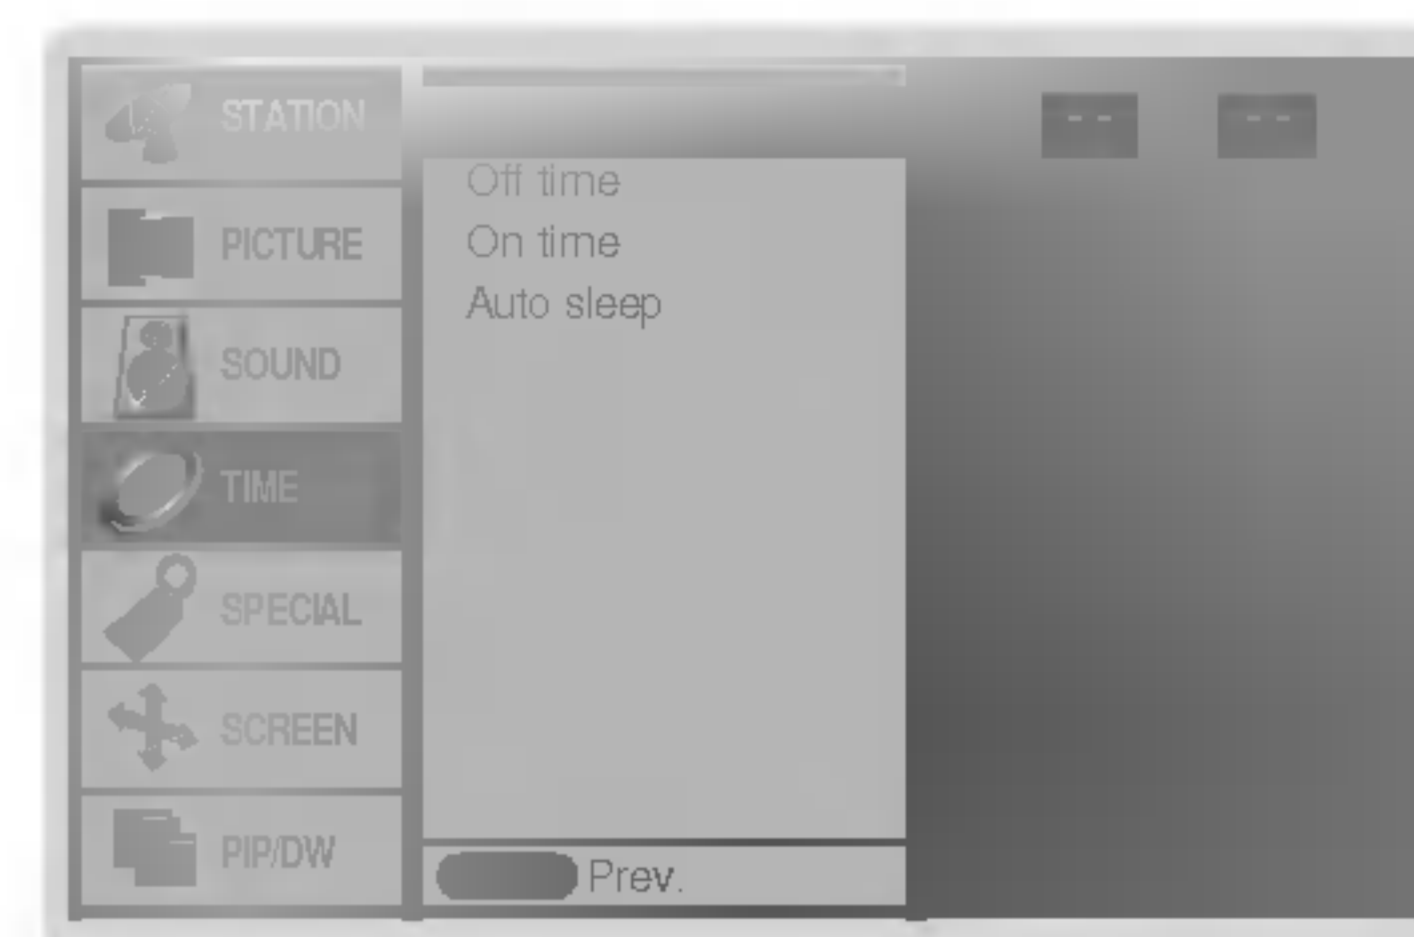 STATION
PICTURE
SOUND
TIME
SPECIAL
SCREEN
PIP/DW
Off time
On time
Auto sleep
Prev.
-- --